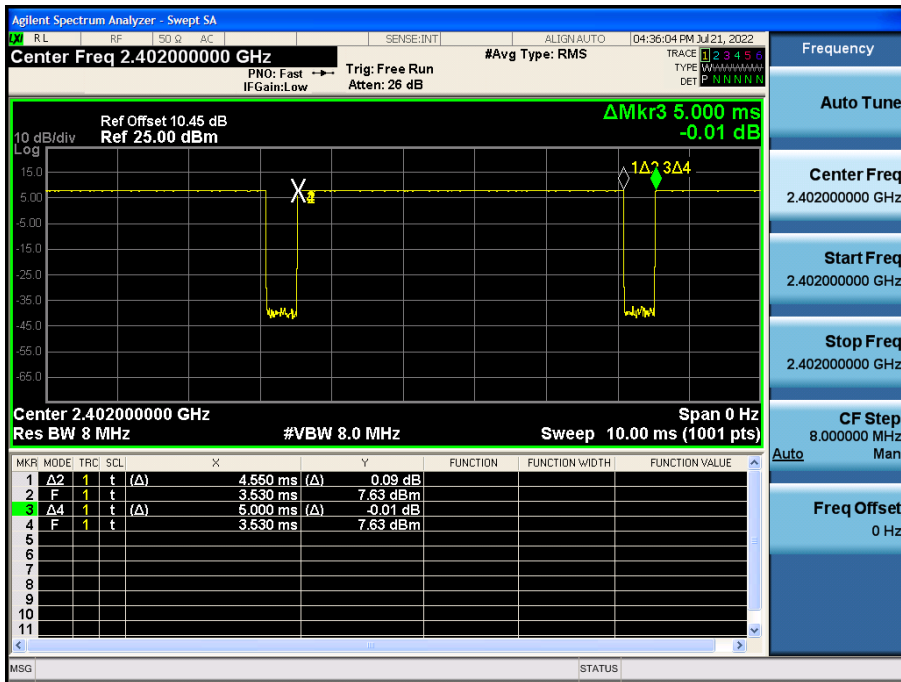 Agilent Spectrum Analyzer - Swept SA
LXI RL RF 50 Ω AC SENSE:INT ALIGN AUTO 04:36:04 PM Jul 21, 2022
Center Freq 2.402000000 GHz
#Avg Type: RMS
TRACE 1 2 3 4 5 6
TYPE WWWWWW
DET P N N N N N
PNO: Fast
IFGain:Low
Trig: Free Run
Atten: 26 dB
Frequency
ΔMkr3 5.000 ms
-0.01 dB
Ref Offset 10.45 dB
10 dB/div Ref 25.00 dBm
Log
15.0
5.00
-5.00
-15.0
-25.0
-35.0
-45.0
-55.0
-65.0
1Δ2 3Δ4
Center 2.402000000 GHz Span 0 Hz
Res BW 8 MHz #VBW 8.0 MHz Sweep 10.00 ms (1001 pts)
MKR MODE TRC SCL X Y FUNCTION FUNCTION WIDTH FUNCTION VALUE
1 Δ2 1 t (Δ) 4.550 ms (Δ) 0.09 dB
2 F 1 t 3.530 ms 7.63 dBm
3 Δ4 1 t (Δ) 5.000 ms (Δ) -0.01 dB
4 F 1 t 3.530 ms 7.63 dBm
5
6
7
8
9
10
11
MSG STATUS
Auto Tune
Center Freq
2.402000000 GHz
Start Freq
2.402000000 GHz
Stop Freq
2.402000000 GHz
CF Step
8.000000 MHz
Auto Man
Freq Offset
0 Hz